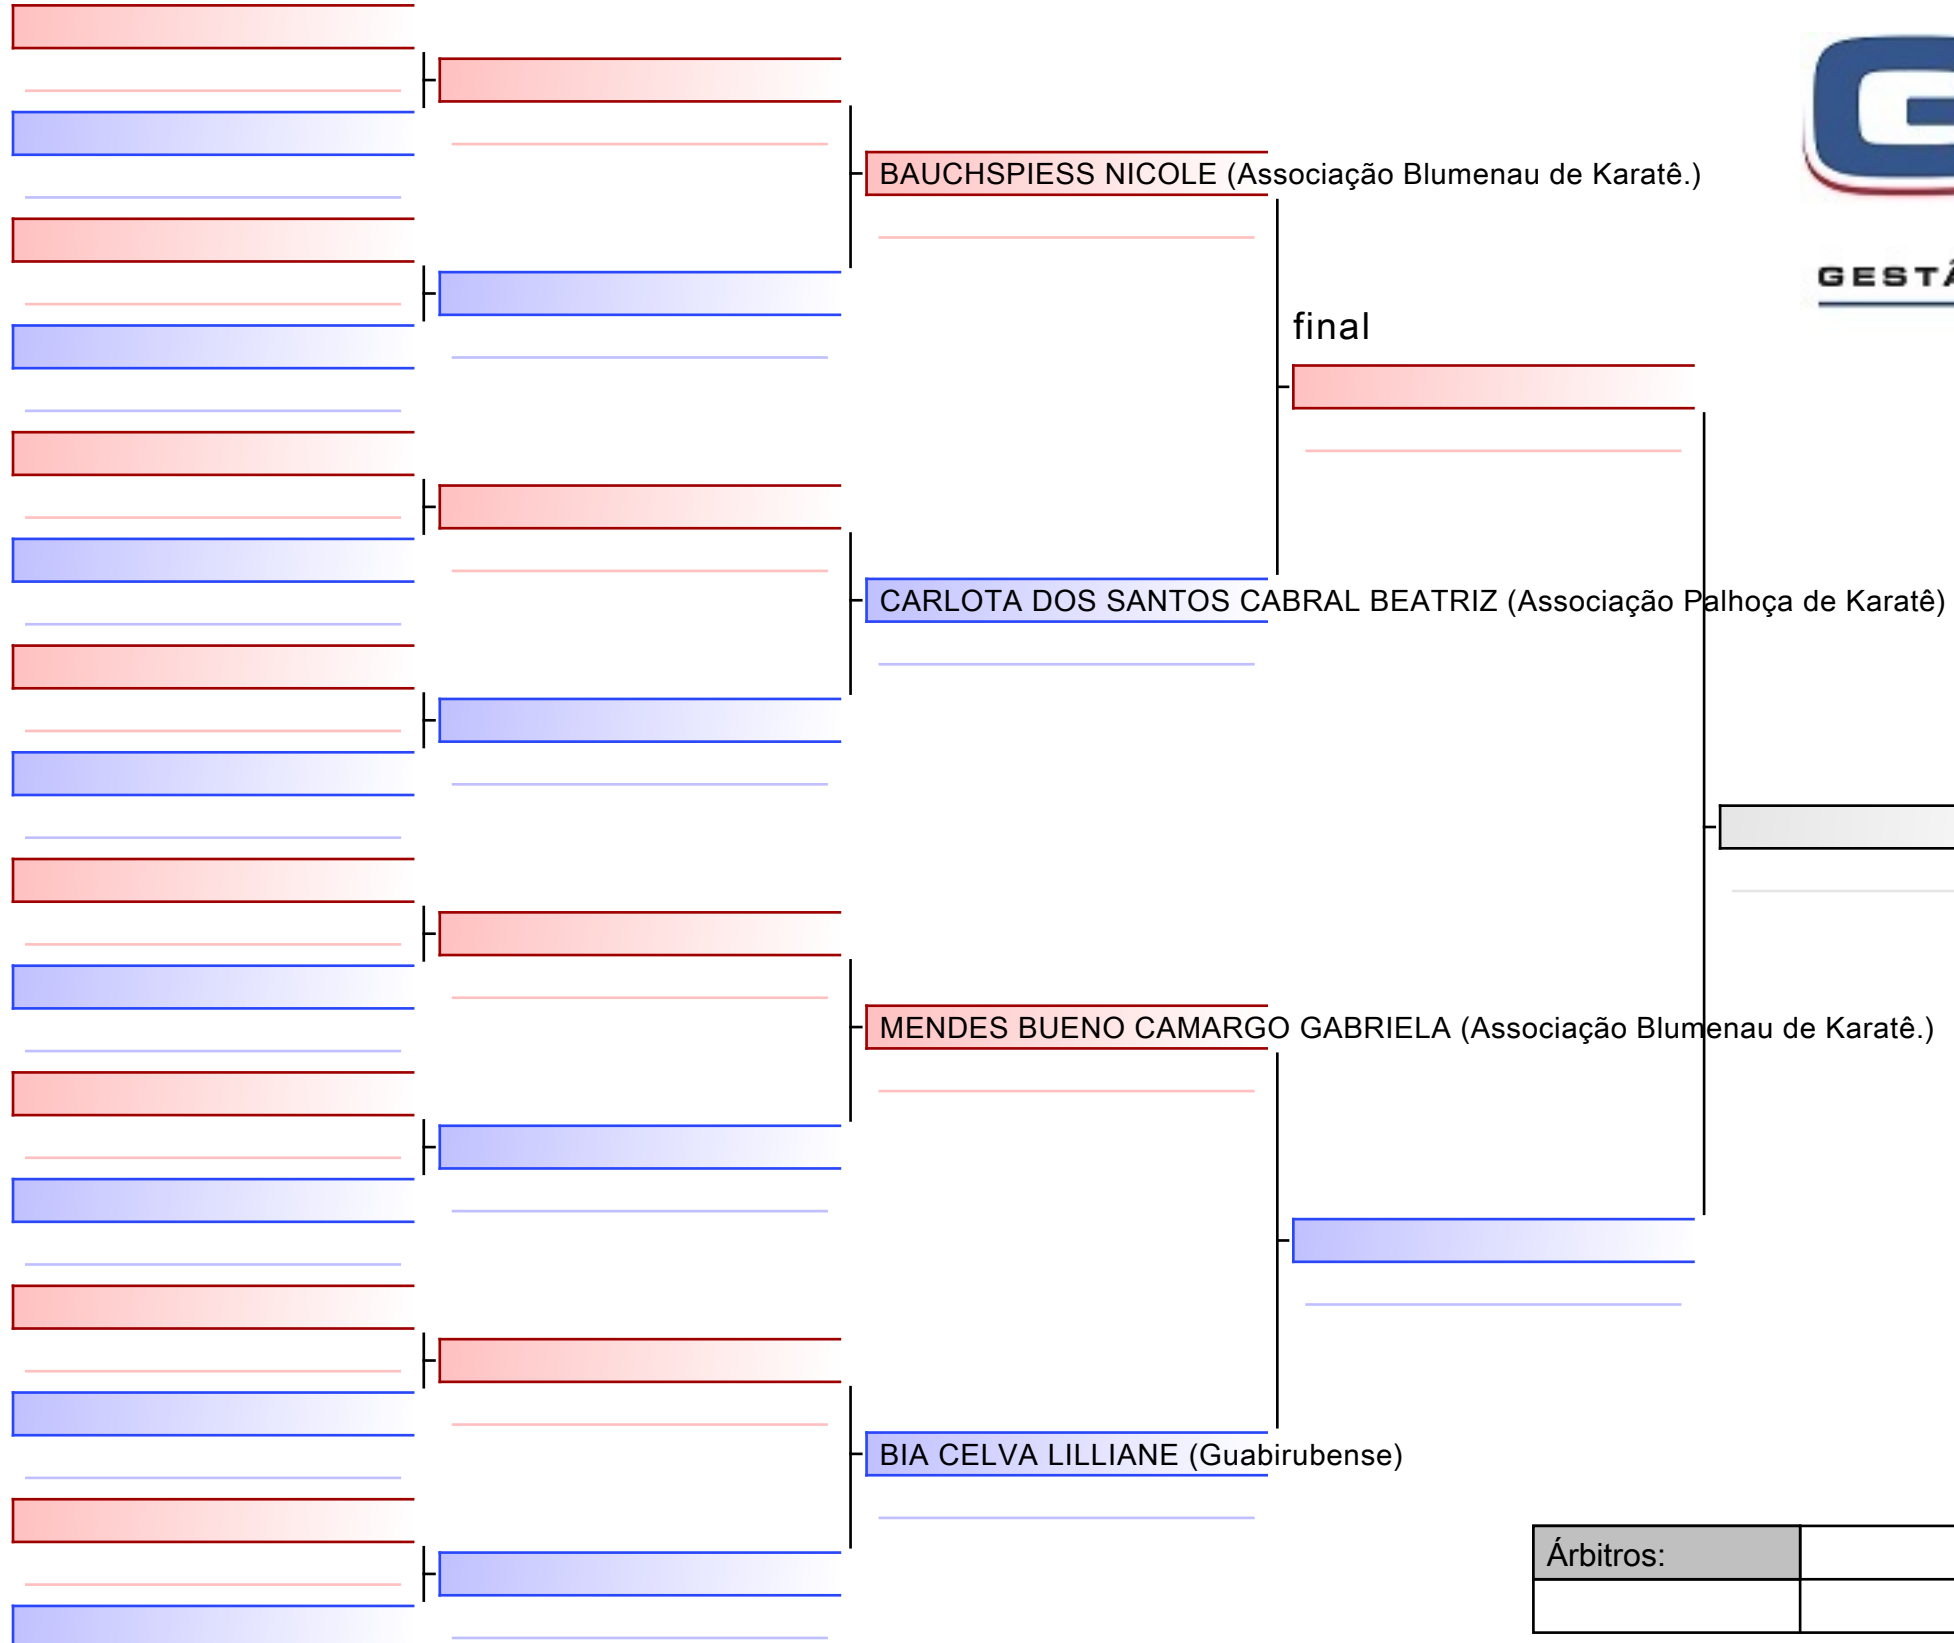 BAUCHSPIESS NICOLE (Associação Blumenau de Karatê.)
final
CARLOTA DOS SANTOS CABRAL BEATRIZ (Associação Palhoça de Karatê)
MENDES BUENO CAMARGO GABRIELA (Associação Blumenau de Karatê.)
BIA CELVA LILLIANE (Guabirubense)
Árbitros: